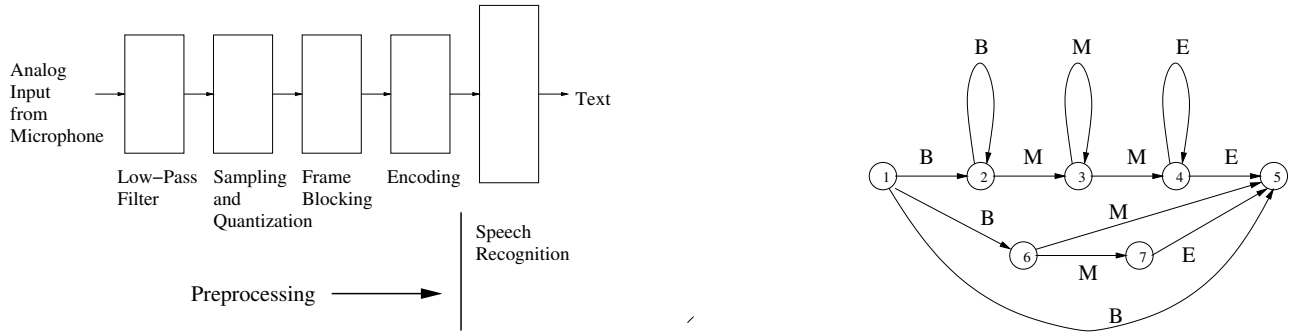 Analog
Input
from
Microphone
Text
Low−Pass
Filter
Sampling
and
Quantization
Frame
Blocking
Encoding
Speech
Recognition
Preprocessing
B
M
E
B
M
M
E
1
2
3
4
5
B
M
6
7
M
E
B